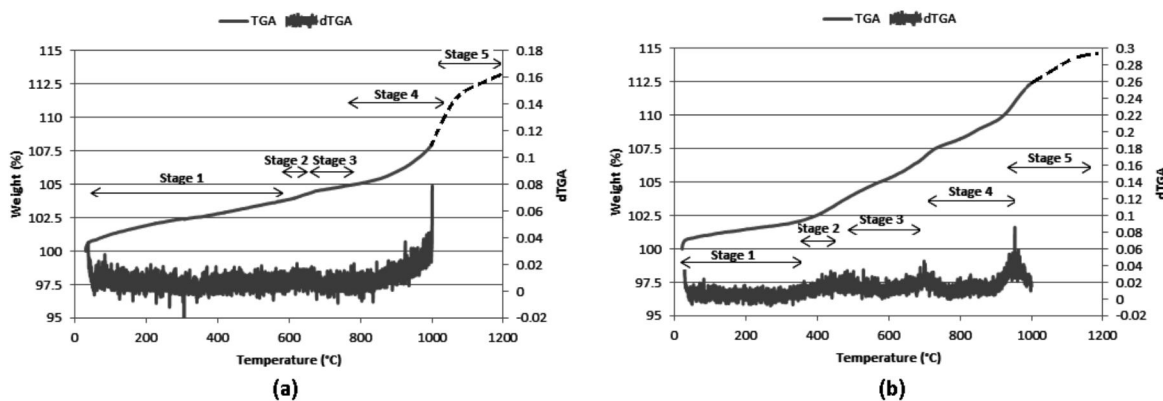 TGA dTGA
115 0.18
Stage 5
0.16
112.5 Stage 4 0.14
110 0.12
107.5 Stage 2 Stage 3 0.1
105 Stage 1 0.08
0.06
102.5 0.04
100 0.02
97.5 0
95 -0.02
Weight (%)
dTGA
0 200 400 600 800 1000 1200
Temperature (°C)
(a)
TGA dTGA
115 0.3
0.28
112.5 0.26
0.24
110 0.22
0.2
107.5 Stage 5 0.18
0.16
105 Stage 4 0.14
0.12
102.5 Stage 2 Stage 3 0.1
0.08
100 Stage 1 0.06
0.04
97.5 0.02
0
95 -0.02
Weight (%)
dTGA
0 200 400 600 800 1000 1200
Temperature (°C)
(b)